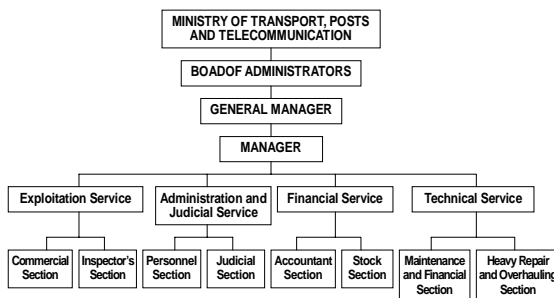 MINISTRY OF TRANSPORT, POSTS
AND TELECOMMUNICATION
BOADOF ADMINISTRATORS
GENERAL MANAGER
MANAGER
Exploitation Service
Administration and
Judicial Service
Financial Service
Technical Service
Commercial
Section
Inspector's
Section
Personnel
Section
Judicial
Section
Accountant
Section
Stock
Section
Maintenance
and Financial
Section
Heavy Repair
and Overhauling
Section